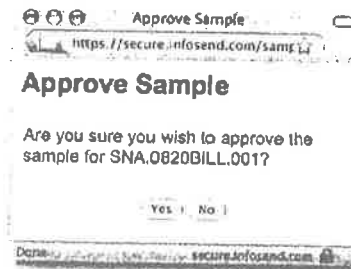 Approve Sample
https://secure.infosend.com/samp
Approve Sample
Are you sure you wish to approve the
sample for SNA.0820BILL.001?
Yes No
Done secure.infosend.com